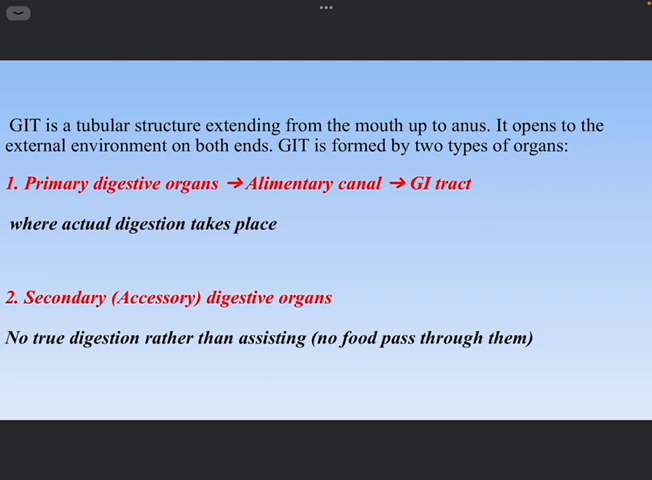 GIT is a tubular structure extending from the mouth up to anus. It opens to the
external environment on both ends. GIT is formed by two types of organs:
1. Primary digestive organs → Alimentary canal → GI tract
where actual digestion takes place
2. Secondary (Accessory) digestive organs
No true digestion rather than assisting (no food pass through them)